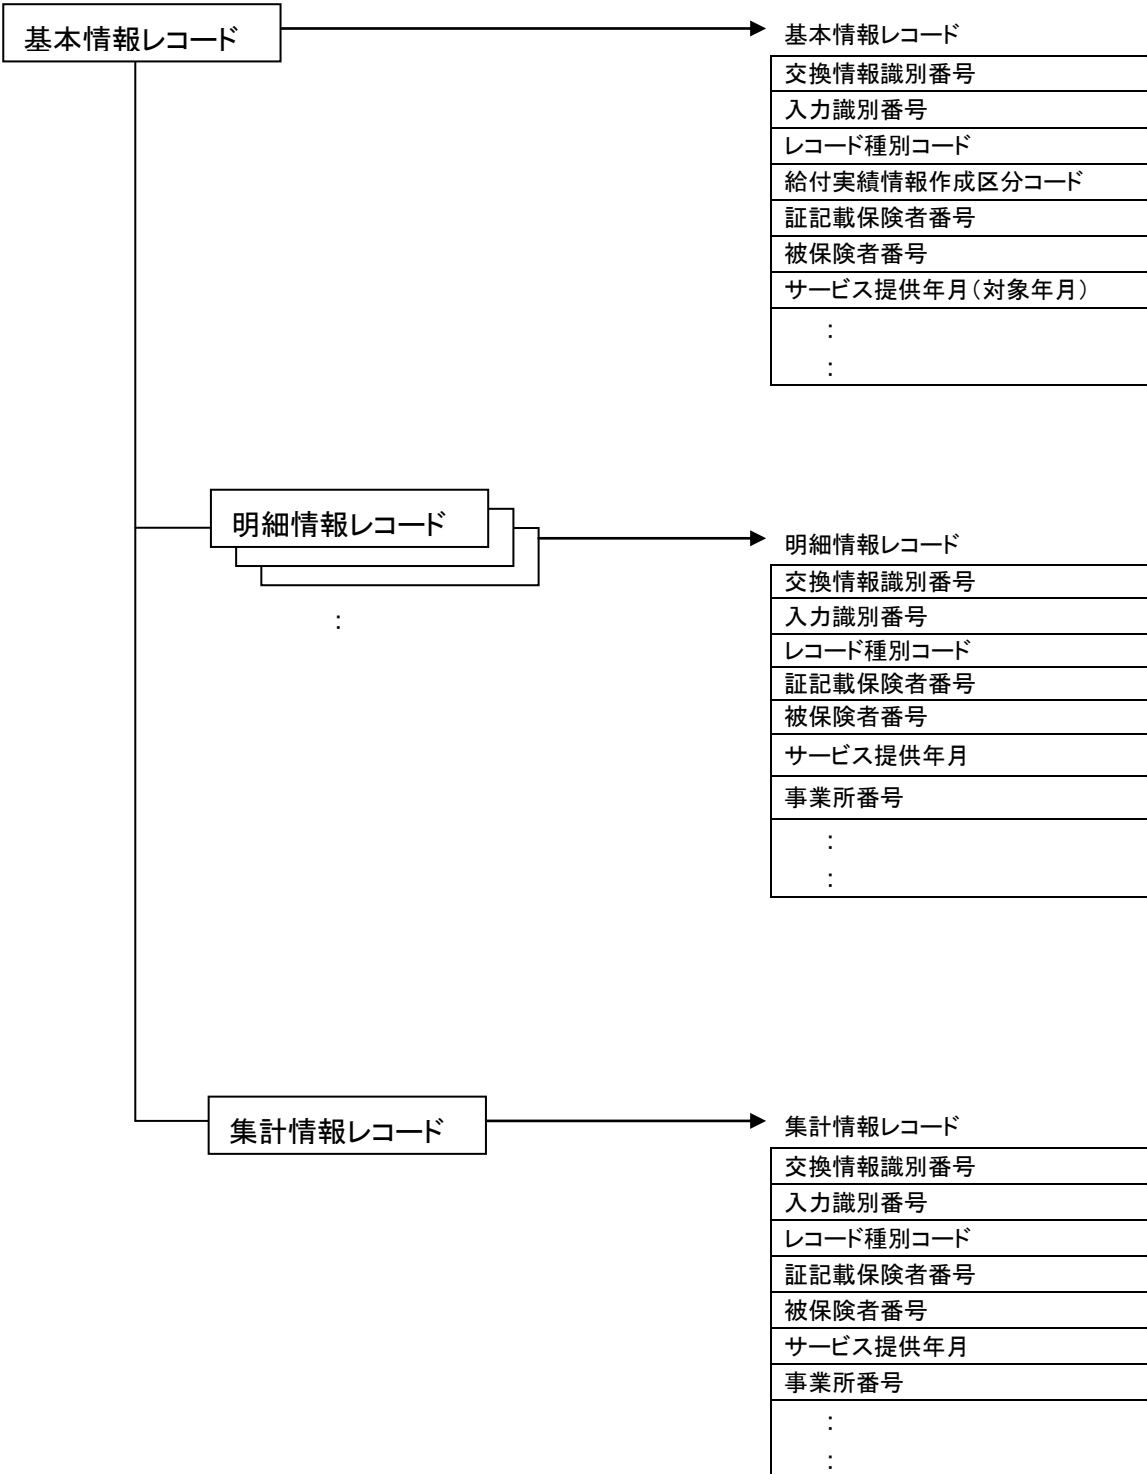 基本情報レコード
基本情報レコード
交換情報識別番号
入力識別番号
レコード種別コード
給付実績情報作成区分コード
証記載保険者番号
被保険者番号
サービス提供年月（対象年月）
：
：
明細情報レコード
：
明細情報レコード
交換情報識別番号
入力識別番号
レコード種別コード
証記載保険者番号
被保険者番号
サービス提供年月
事業所番号
：
：
集計情報レコード
集計情報レコード
交換情報識別番号
入力識別番号
レコード種別コード
証記載保険者番号
被保険者番号
サービス提供年月
事業所番号
：
：